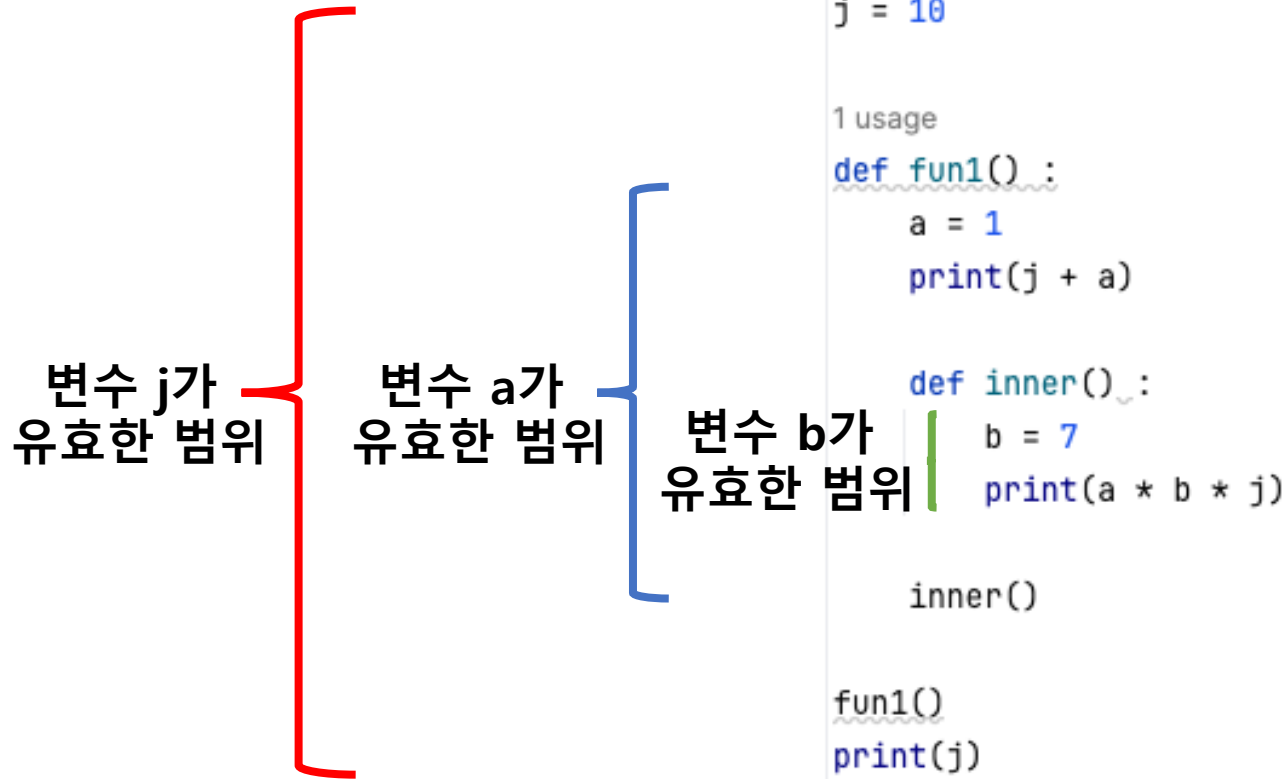 변수 j가
유효한 범위
변수 a가
유효한 범위
변수 b가
유효한 범위
j = 10
1 usage
def fun1() :
    a = 1
    print(j + a)
    def inner() :
        b = 7
        print(a * b * j)
    inner()
fun1()
print(j)